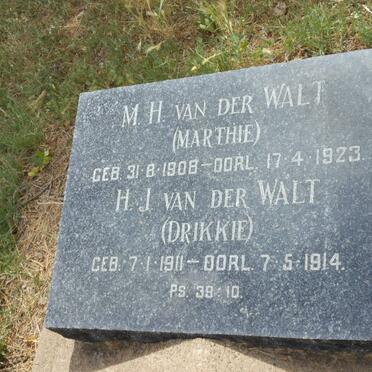 M. H. VAN DER WALT
(MARTHIE)
GEB. 31·8·1908 — OORL. 17·4·1923.
H. J. VAN DER WALT
(DRIKKIE)
GEB. 7·1·1911 — OORL. 7·5·1914.
PS. 39:10.